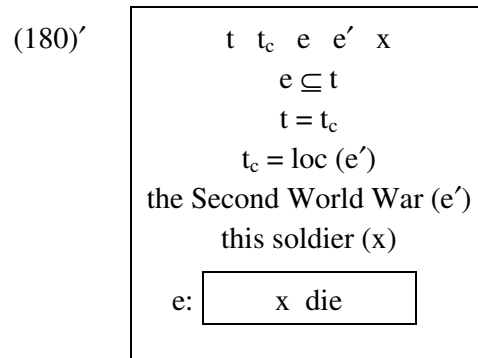 (180)′
t t_c e e′ x
e ⊆ t
t = t_c
t_c = loc (e′)
the Second World War (e′)
this soldier (x)
e: x die